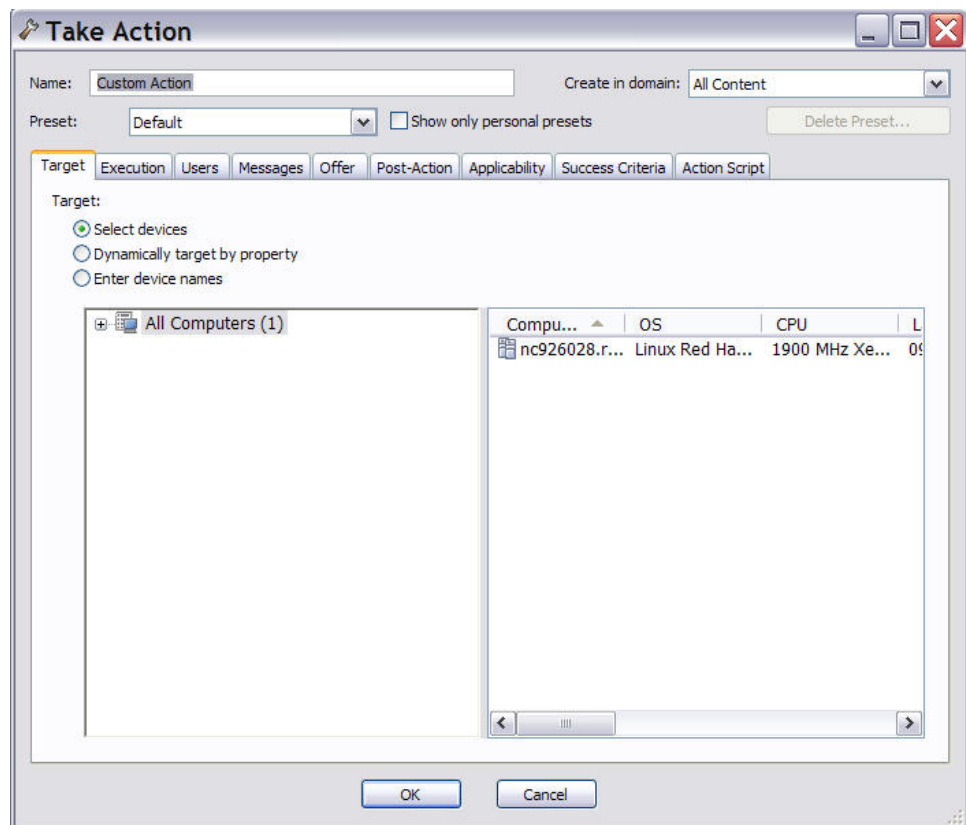 Take Action
Name: Custom Action Create in domain: All Content
Preset: Default Show only personal presets Delete Preset...
Target Execution Users Messages Offer Post-Action Applicability Success Criteria Action Script
Target:
Select devices
Dynamically target by property
Enter device names
All Computers (1) Compu... OS CPU L
nc926028.r... Linux Red Ha... 1900 MHz Xe... 09
OK Cancel